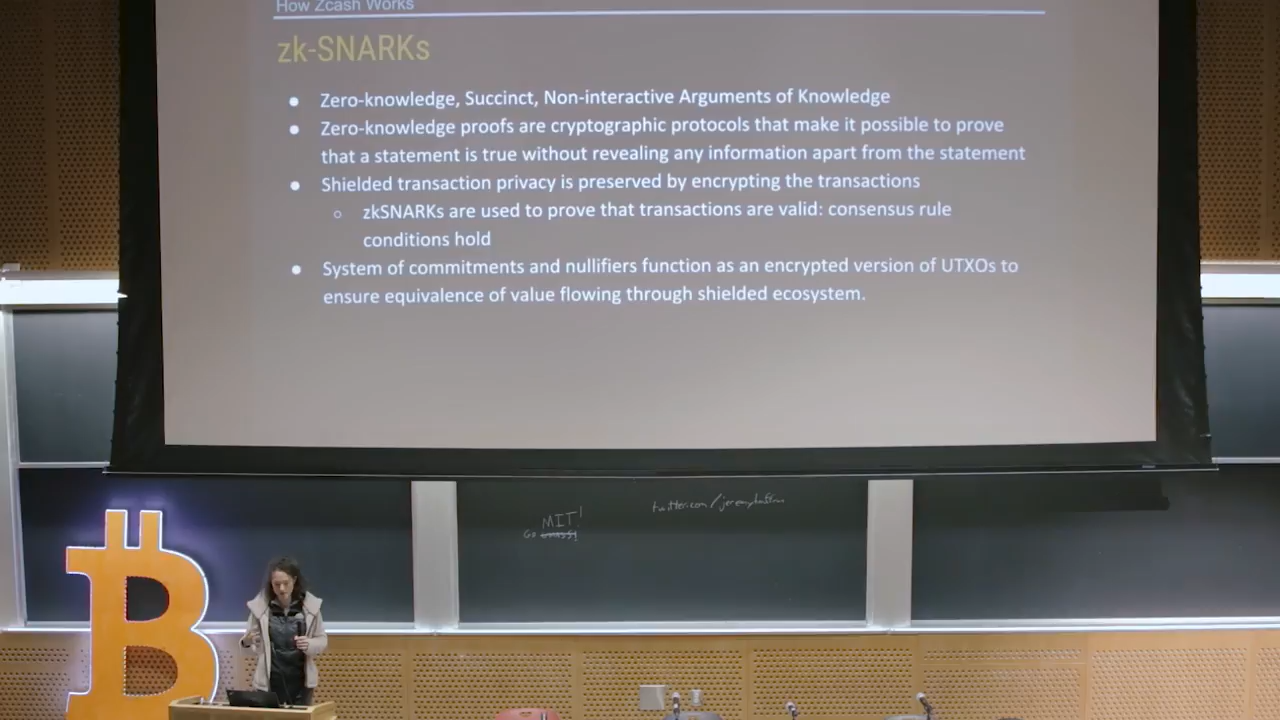 How Zcash Works
zk-SNARKs
● Zero-knowledge, Succinct, Non-interactive Arguments of Knowledge
● Zero-knowledge proofs are cryptographic protocols that make it possible to prove
that a statement is true without revealing any information apart from the statement
● Shielded transaction privacy is preserved by encrypting the transactions
○ zkSNARKs are used to prove that transactions are valid: consensus rule
conditions hold
● System of commitments and nullifiers function as an encrypted version of UTXOs to
ensure equivalence of value flowing through shielded ecosystem.
MIT!
GO